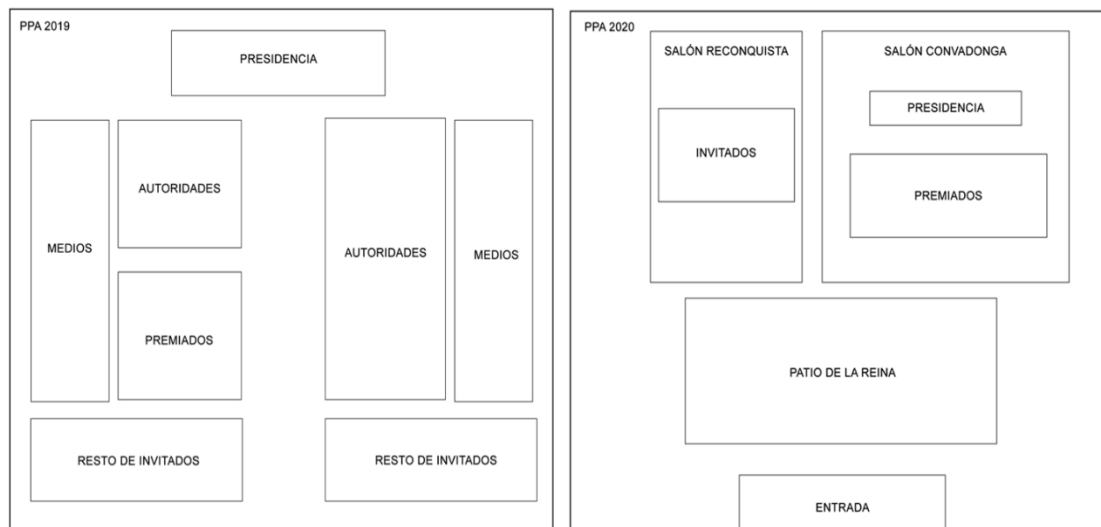 PPA 2019
PRESIDENCIA
MEDIOS
AUTORIDADES
PREMIADOS
AUTORIDADES
MEDIOS
RESTO DE INVITADOS
RESTO DE INVITADOS
PPA 2020
SALÓN RECONQUISTA
INVITADOS
SALÓN CONVADONGA
PRESIDENCIA
PREMIADOS
PATIO DE LA REINA
ENTRADA